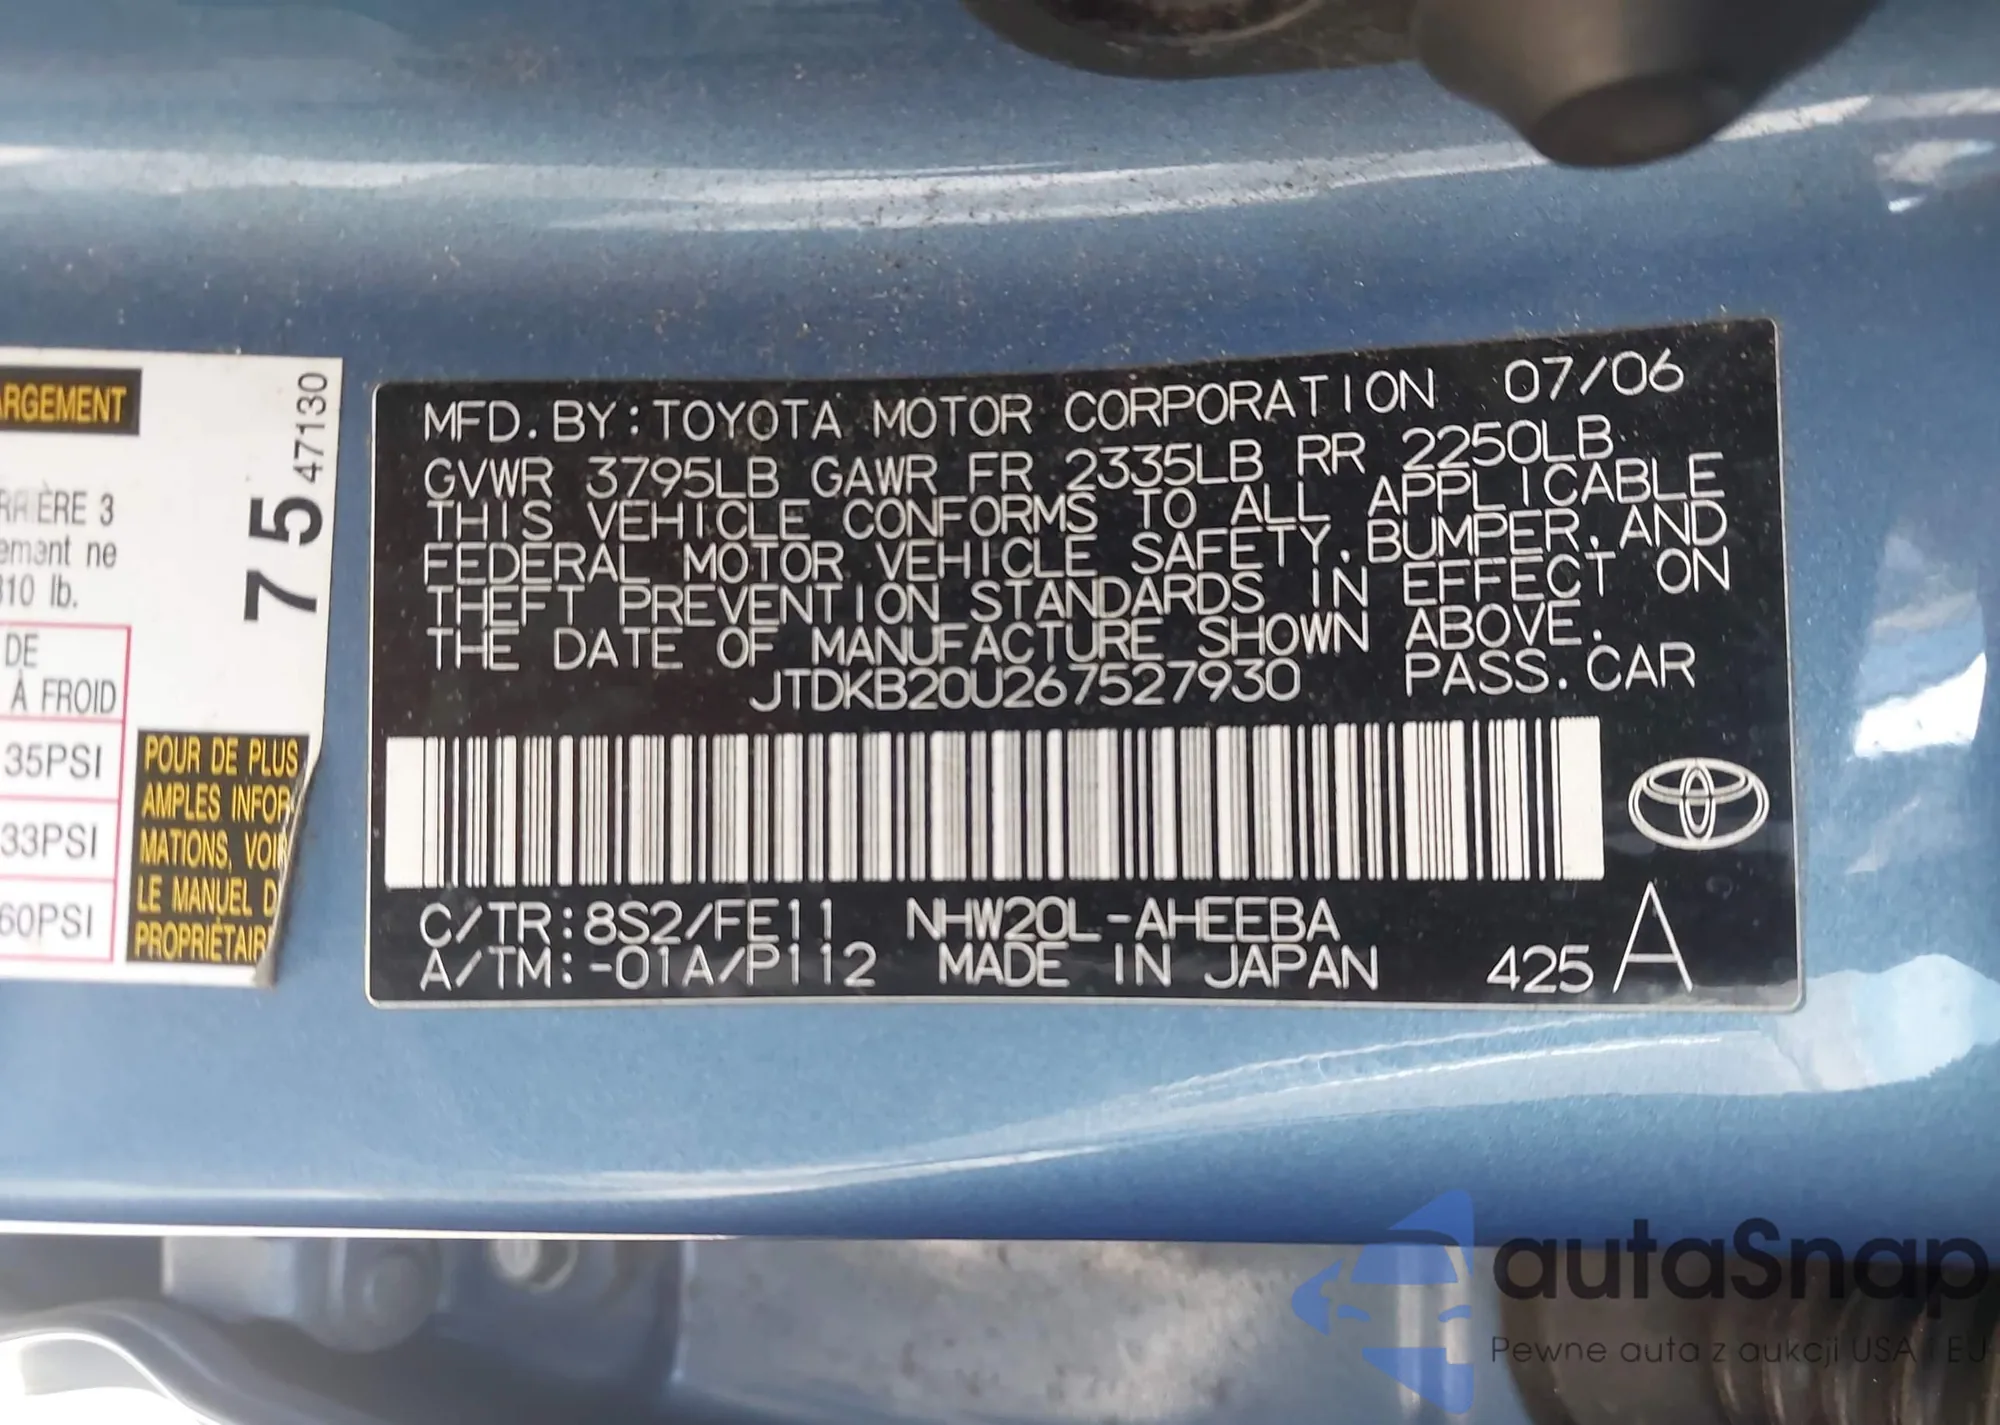 ARGEMENT
RRIÈRE 3
ement ne
310 lb.
DE
À FROID
35PSI
33PSI
60PSI
75 47130
POUR DE PLUS
AMPLES INFOR
MATIONS, VOI
LE MANUEL D
PROPRIÉTAIR
MFD. BY: TOYOTA MOTOR CORPORATION 07/06
GVWR 3795LB GAWR FR 2335LB RR 2250LB
THIS VEHICLE CONFORMS TO ALL APPLICABLE
FEDERAL MOTOR VEHICLE SAFETY, BUMPER, AND
THEFT PREVENTION STANDARDS IN EFFECT ON
THE DATE OF MANUFACTURE SHOWN ABOVE.
JTDKB20U267527930 PASS. CAR
C/TR: 8S2/FE11 NHW20L-AHEEBA
A/TM: -01A/P112 MADE IN JAPAN 425 A
autaSnap
Pewne auta z aukcji USA i EU